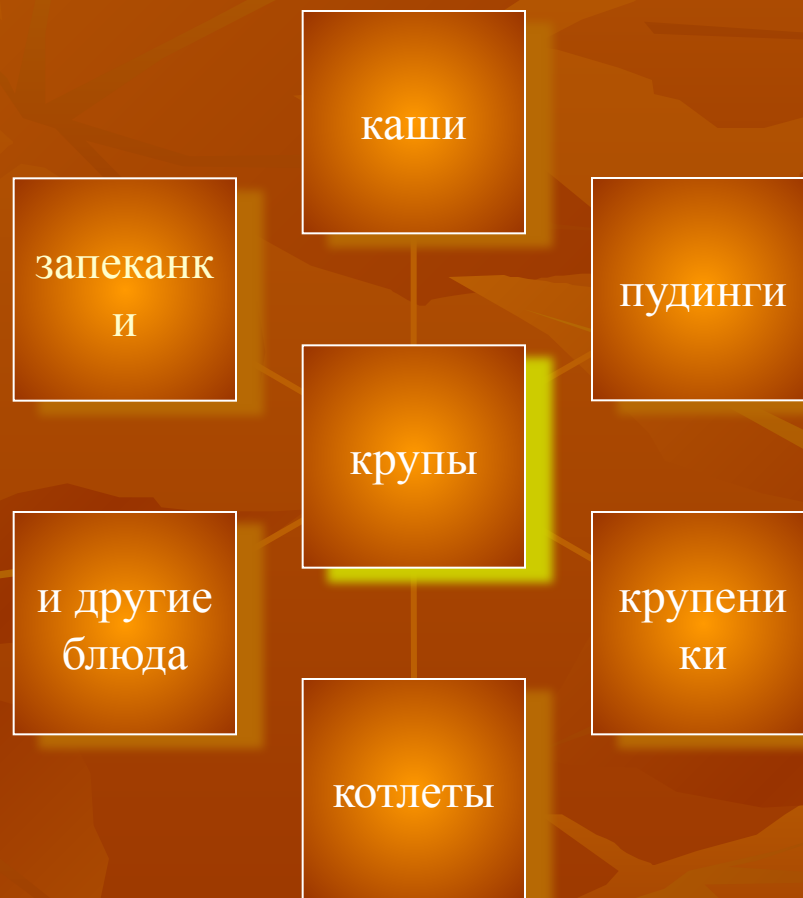 каши
запеканк
и
пудинги
крупы
и другие
блюда
крупени
ки
котлеты